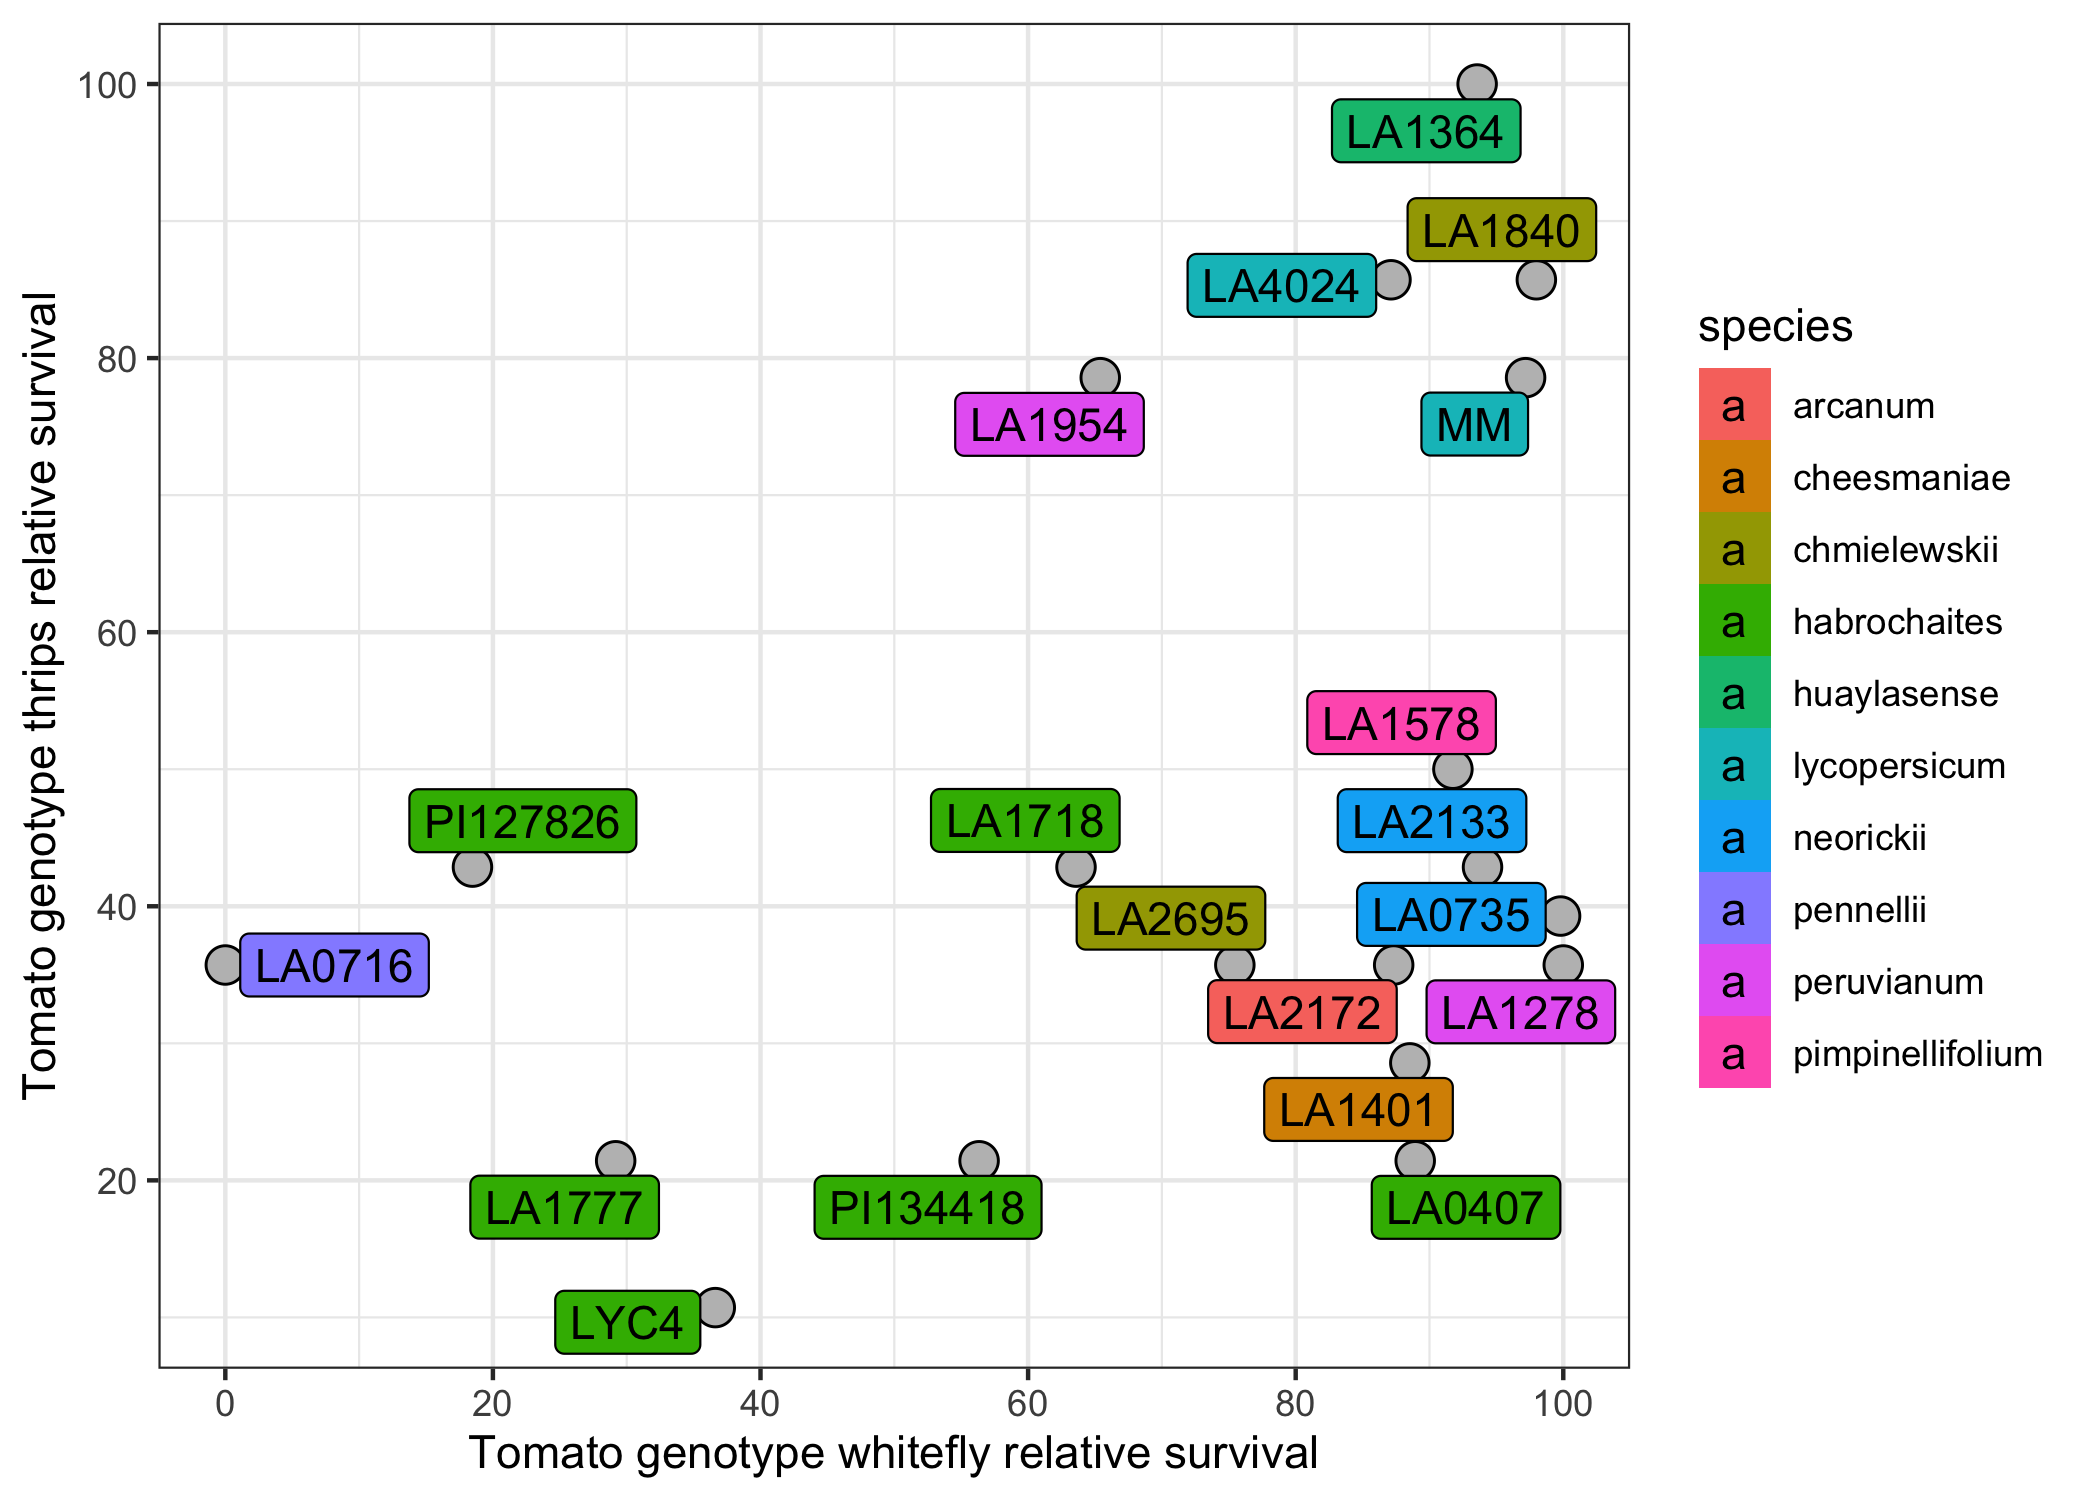 Tomato genotype thrips relative survival
100
80
60
40
20
LA1364
LA1840
LA4024
LA1954
MM
LA1578
PI127826
LA1718
LA2133
LA2695
LA0735
LA0716
LA2172
LA1278
LA1401
LA1777
PI134418
LA0407
LYC4
0
20
40
60
80
100
Tomato genotype whitefly relative survival
species
a arcanum
a cheesmaniae
a chmielewskii
a habrochaites
a huaylasense
a lycopersicum
a neorickii
a pennellii
a peruvianum
a pimpinellifolium